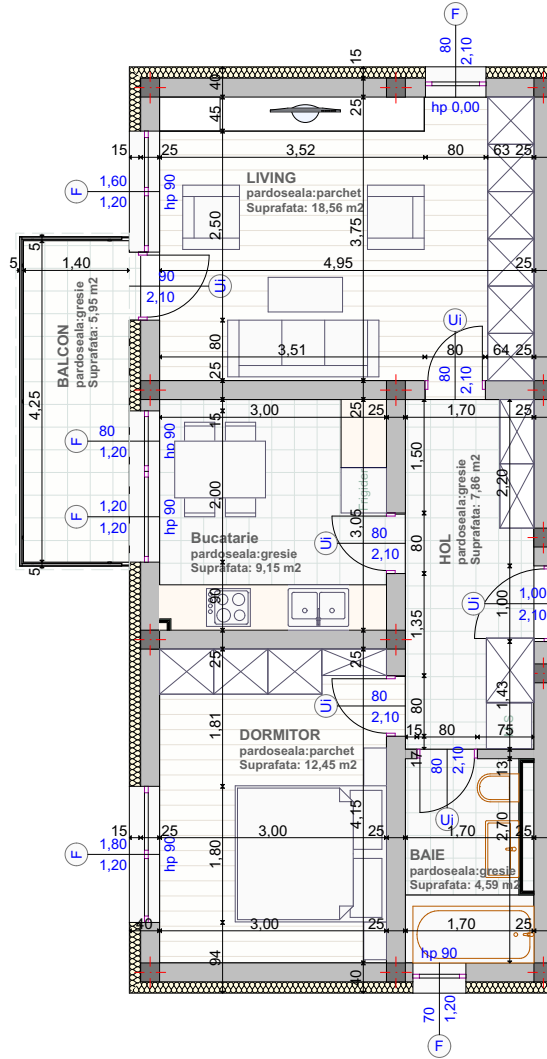 F
80
2,10
15
40
hp 0,00
45
25
15
25
3,52
80
63
25
LIVING
pardoseala:parchet
Suprafata: 18,56 m2
F
1,60
1,20
hp 90
2,50
3,75
5
5
1,40
4,95
25
90
2,10
Ui
BALCON
pardoseala:gresie
Suprafata: 5,95 m2
Ui
80
3,51
80
64
25
80
2,10
25
25
15
3,00
25
1,70
25
4,25
F
80
1,20
hp 90
1,50
2,20
HOL
pardoseala:gresie
Suprafata: 7,86 m2
frigider
F
1,20
1,20
hp 90
2,00
3,05
Bucatarie
pardoseala:gresie
Suprafata: 9,15 m2
Ui
80
2,10
80
5
90
1,00
Ui
1,00
2,10
1,35
25
25
1,43
Ui
80
2,10
80
1,81
DORMITOR
pardoseala:parchet
Suprafata: 12,45 m2
15
80
75
17
80
2,10
13
Ui
4,15
F
1,80
1,20
15
25
hp 90
1,80
3,00
25
1,70
25
2,70
BAIE
pardoseala:gresie
Suprafata: 4,59 m2
40
3,00
25
1,70
25
94
hp 90
40
70
1,20
F